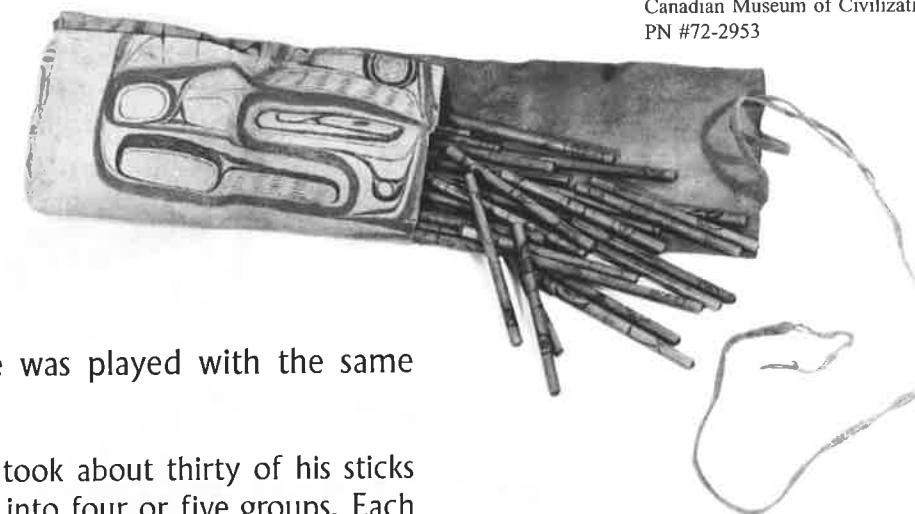 Canadian Museum of
PN #72-2953
was played with the same
took about thirty of his sticks
into four or five groups. Each